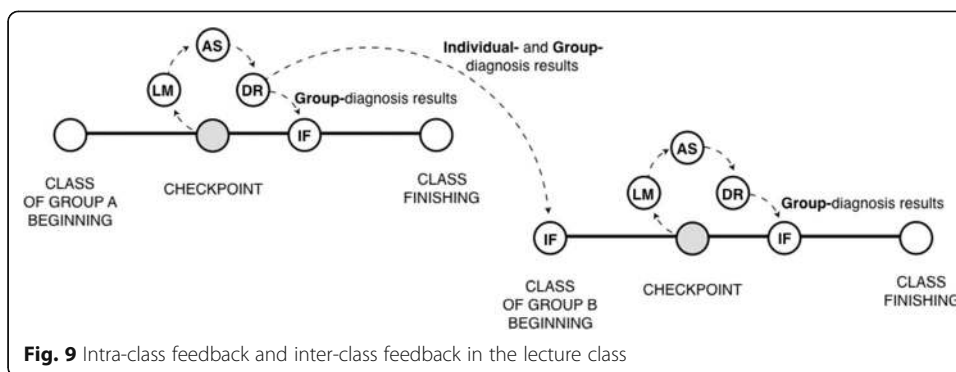 AS
LM
DR
Individual- and Group-
diagnosis results
Group-diagnosis results
IF
CLASS
OF GROUP A
BEGINNING
CHECKPOINT
CLASS
FINISHING
AS
LM
DR
Group-diagnosis results
IF
IF
CLASS
OF GROUP B
BEGINNING
CHECKPOINT
CLASS
FINISHING
Fig. 9 Intra-class feedback and inter-class feedback in the lecture class